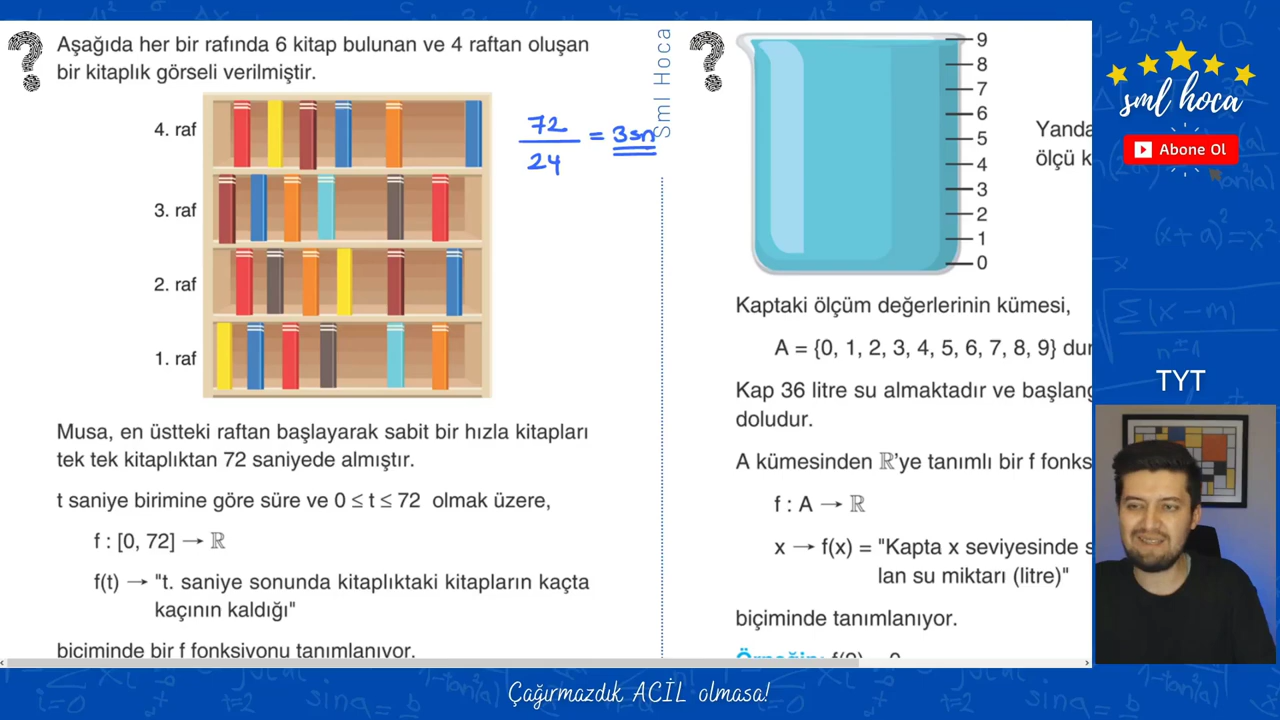 Aşağıda her bir rafında 6 kitap bulunan ve 4 raftan oluşan
bir kitaplık görseli verilmiştir.
4. raf
3. raf
2. raf
1. raf
72
24
= 3sn
Musa, en üstteki raftan başlayarak sabit bir hızla kitapları
tek tek kitaplıktan 72 saniyede almıştır.
t saniye birimine göre süre ve 0 ≤ t ≤ 72 olmak üzere,
f : [0, 72] → ℝ
f(t) → "t. saniye sonunda kitaplıktaki kitapların kaçta
kaçının kaldığı"
biçiminde bir f fonksiyonu tanımlanıyor.
Sml Hoca
9
8
7
6
5
4
3
2
1
0
Yanda
ölçü k
Kaptaki ölçüm değerlerinin kümesi,
A = {0, 1, 2, 3, 4, 5, 6, 7, 8, 9} dur
Kap 36 litre su almaktadır ve başlang
doludur.
A kümesinden ℝ'ye tanımlı bir f fonks
f : A → ℝ
x → f(x) = "Kapta x seviyesinde s
lan su miktarı (litre)"
biçiminde tanımlanıyor.
Örneğin: f(0) = 0
sml hoca
Abone Ol
TYT
Çağırmazdık ACİL olmasa!